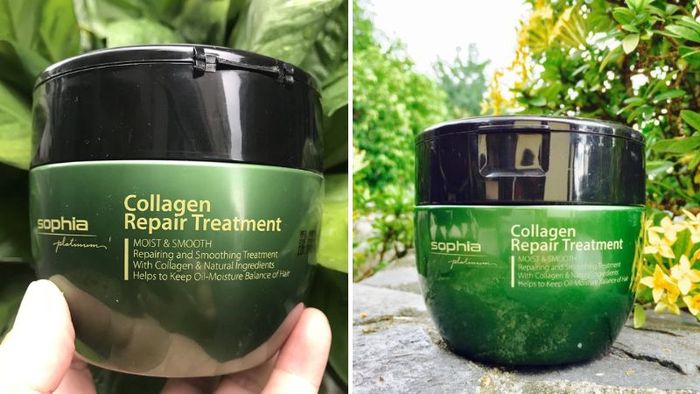 Collagen
Repair Treatment
sophia
platinum
MOIST & SMOOTH
Repairing and Smoothing Treatment
With Collagen & Natural Ingredients
Helps to Keep Oil-Moisture Balance of Hair
Collagen
Repair Treatment
sophia
platinum
MOIST & SMOOTH
Repairing and Smoothing Treatment
With Collagen & Natural Ingredients
Helps to Keep Oil-Moisture Balance of Hair